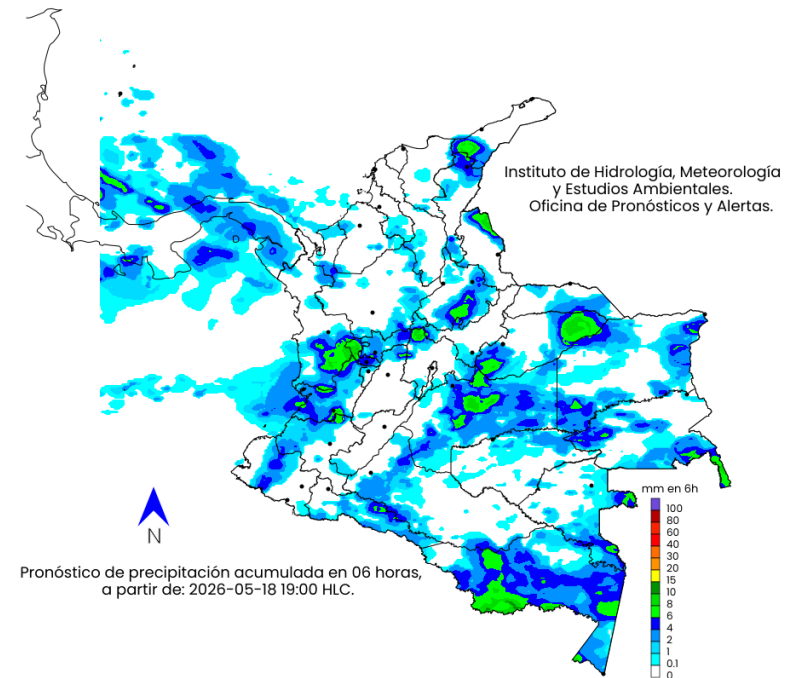 Instituto de Hidrología, Meteorología
y Estudios Ambientales.
Oficina de Pronósticos y Alertas.
mm en 6h
100
80
60
40
30
20
15
10
8
6
4
2
1
0.1
0
N
Pronóstico de precipitación acumulada en 06 horas,
a partir de: 2026-05-18 19:00 HLC.